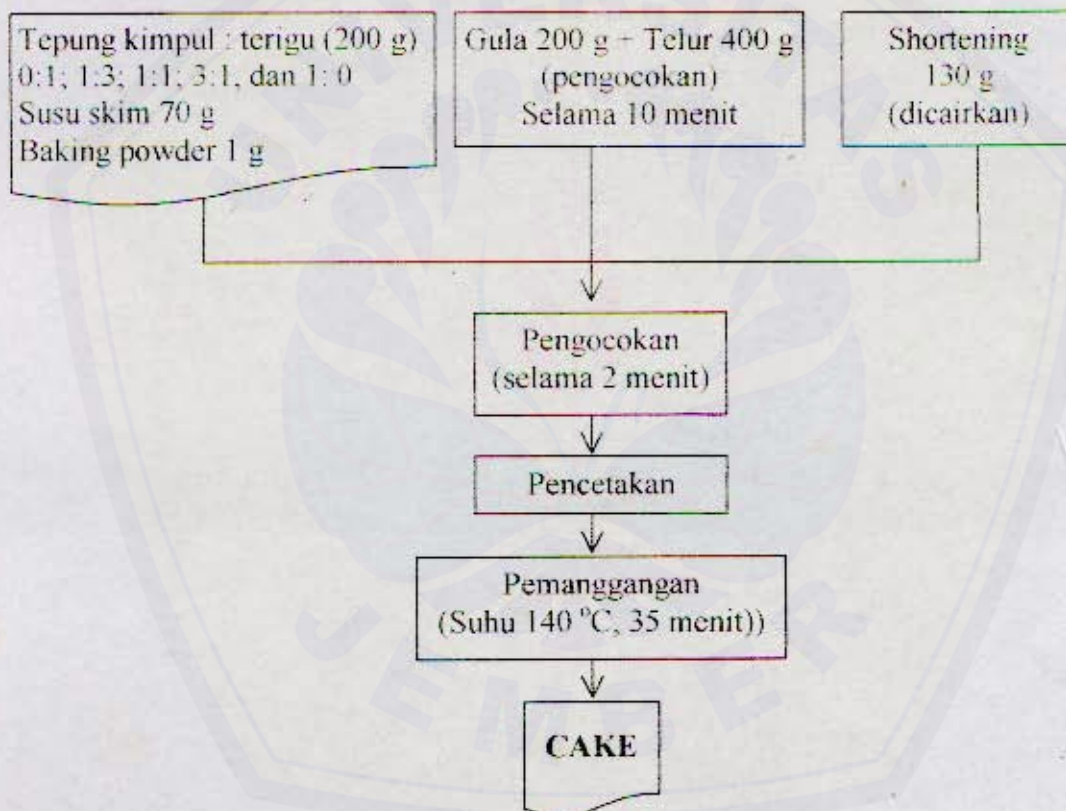 Tepung kimpul : terigu (200 g)
0:1; 1:3; 1:1; 3:1, dan 1: 0
Susu skim 70 g
Baking powder 1 g
Gula 200 g – Telur 400 g
(pengocokan)
Selama 10 menit
Shortening
130 g
(dicairkan)
Pengocokan
(selama 2 menit)
Pencetakan
Pemanggangan
(Suhu 140 °C, 35 menit))
CAKE
JEMBER